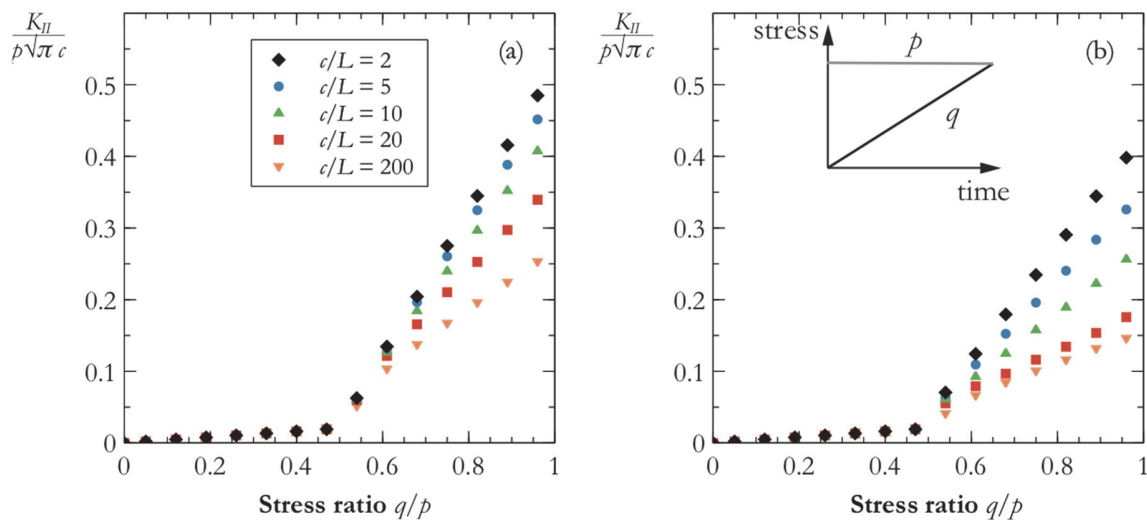 K_II
p√π c
(a)
c/L = 2
c/L = 5
c/L = 10
c/L = 20
c/L = 200
0.5
0.4
0.3
0.2
0.1
0
0 0.2 0.4 0.6 0.8 1
Stress ratio q/p
K_II
p√π c
(b)
stress
p
q
time
0.5
0.4
0.3
0.2
0.1
0
0 0.2 0.4 0.6 0.8 1
Stress ratio q/p